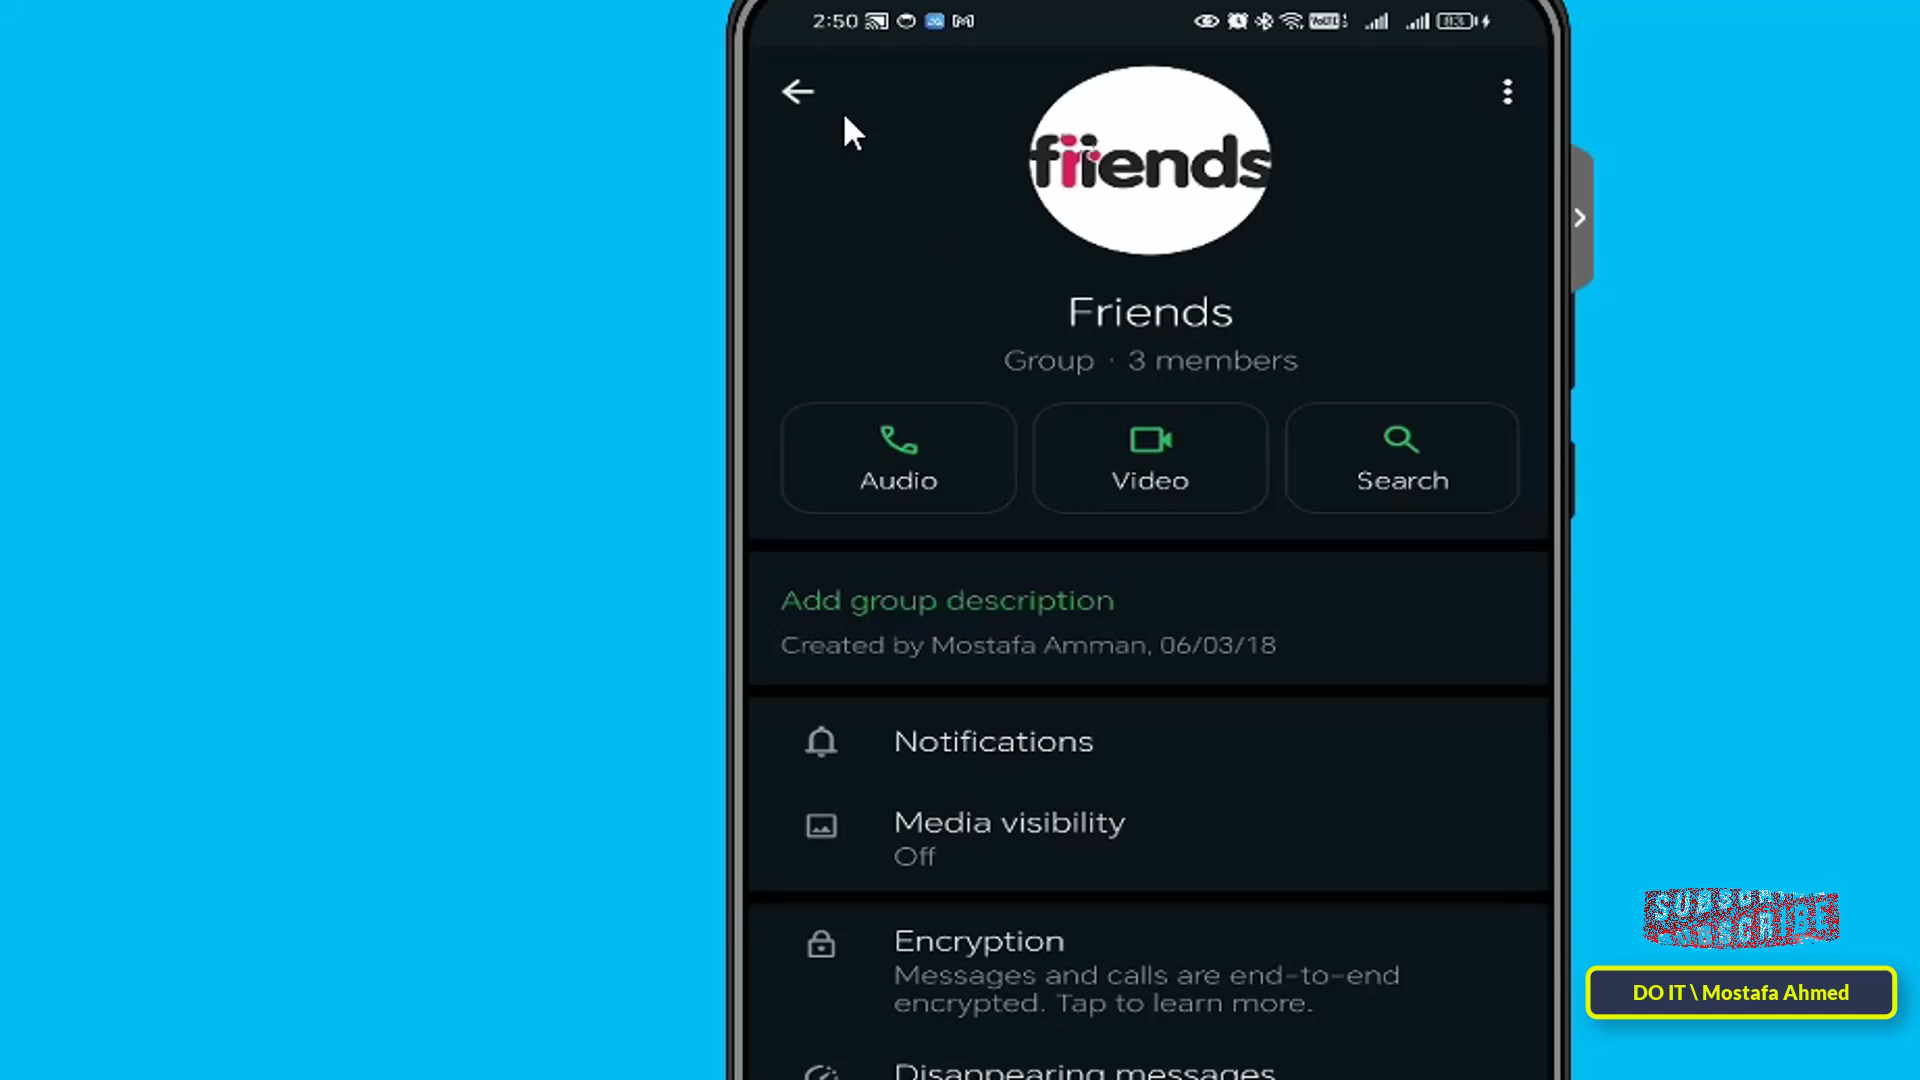 2:50
friends
Friends
Group · 3 members
Audio
Video
Search
Add group description
Created by Mostafa Amman, 06/03/18
Notifications
Media visibility
Off
Encryption
Messages and calls are end-to-end
encrypted. Tap to learn more.
Disappearing messages
SUBSCRIBE
DO IT \ Mostafa Ahmed